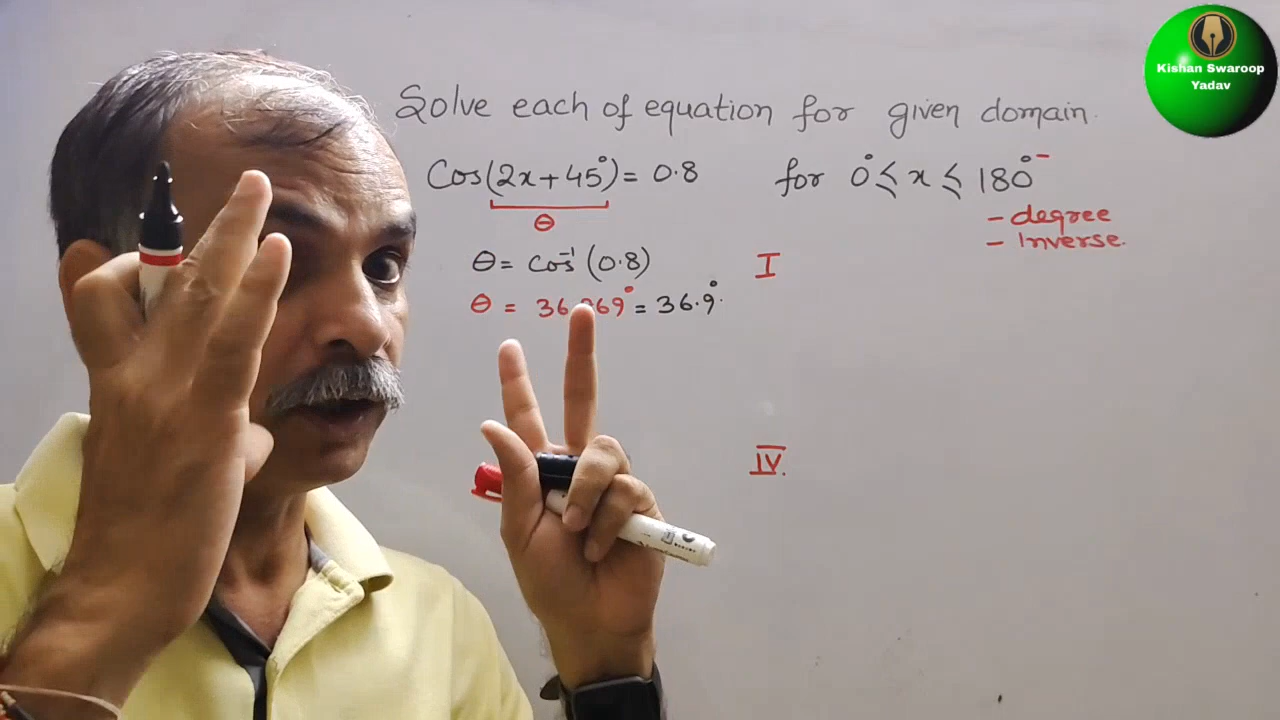 Kishan Swaroop
Yadav
Solve each of equation for given domain.
Cos(2x+45°)= 0.8 for 0°⩽ x ⩽ 180°-
θ
- degree
- Inverse.
θ = cos⁻¹ (0.8) I
θ = = 36.9°.
IV.